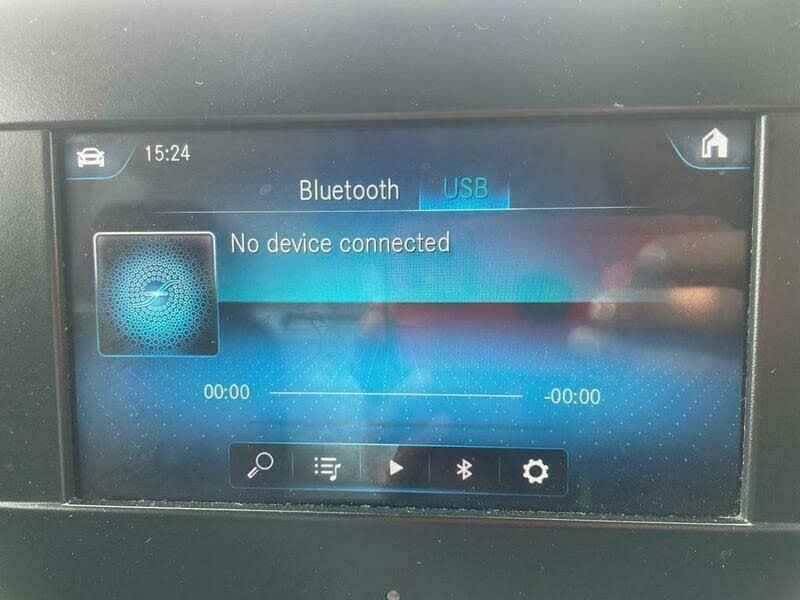 15:24
Bluetooth USB
No device connected
00:00 -00:00